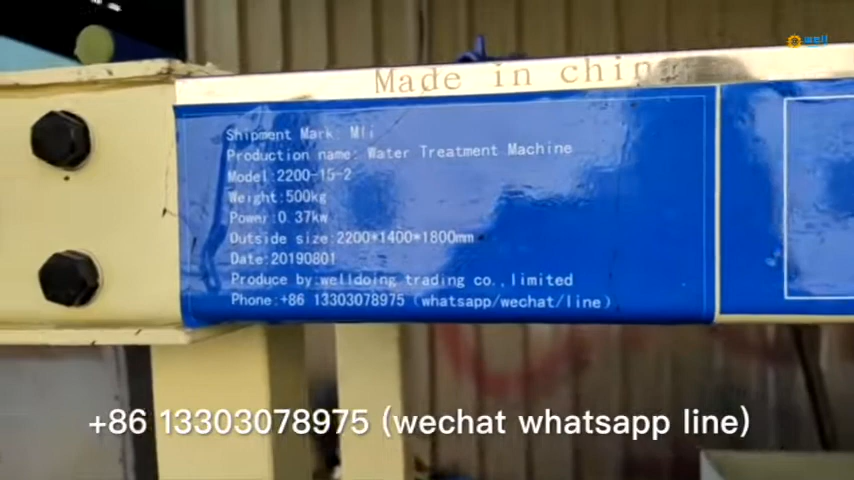 well
Made in china
Shipment Mark: Mli
Production name: Water Treatment Machine
Model:2200-15-2
Weight:500kg
Power:0.37kw
Outside size:2200*1400*1800mm
Date:20190801
Produce by:welldoing trading co.,limited
Phone:+86 13303078975 (whatsapp/wechat/line)
+86 13303078975 (wechat whatsapp line)